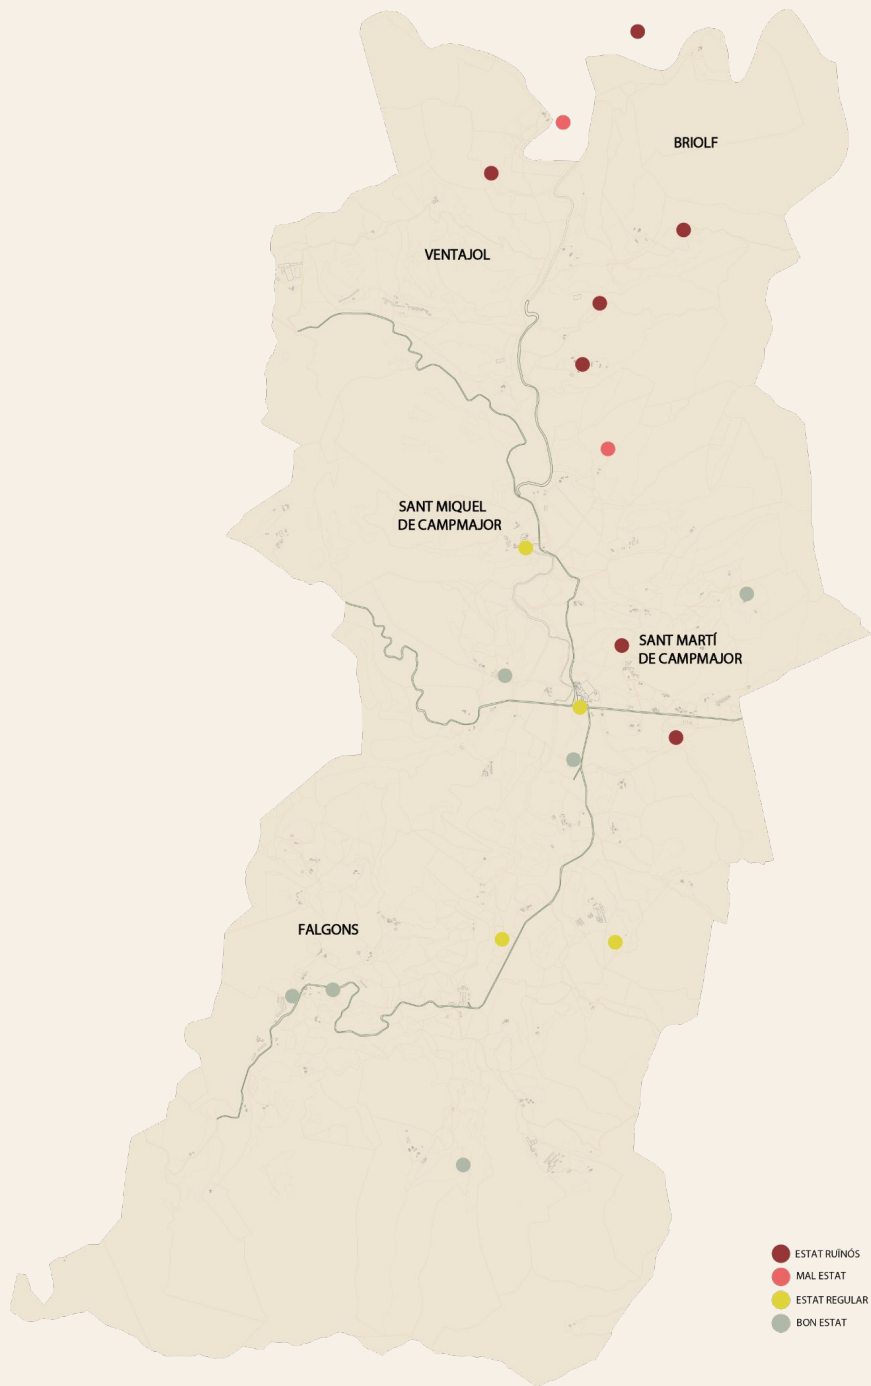 BRIOLF
VENTAJOL
SANT MIQUEL
DE CAMPMAJOR
SANT MARTÍ
DE CAMPMAJOR
FALGONS
ESTAT RUÏNÓS
MAL ESTAT
ESTAT REGULAR
BON ESTAT